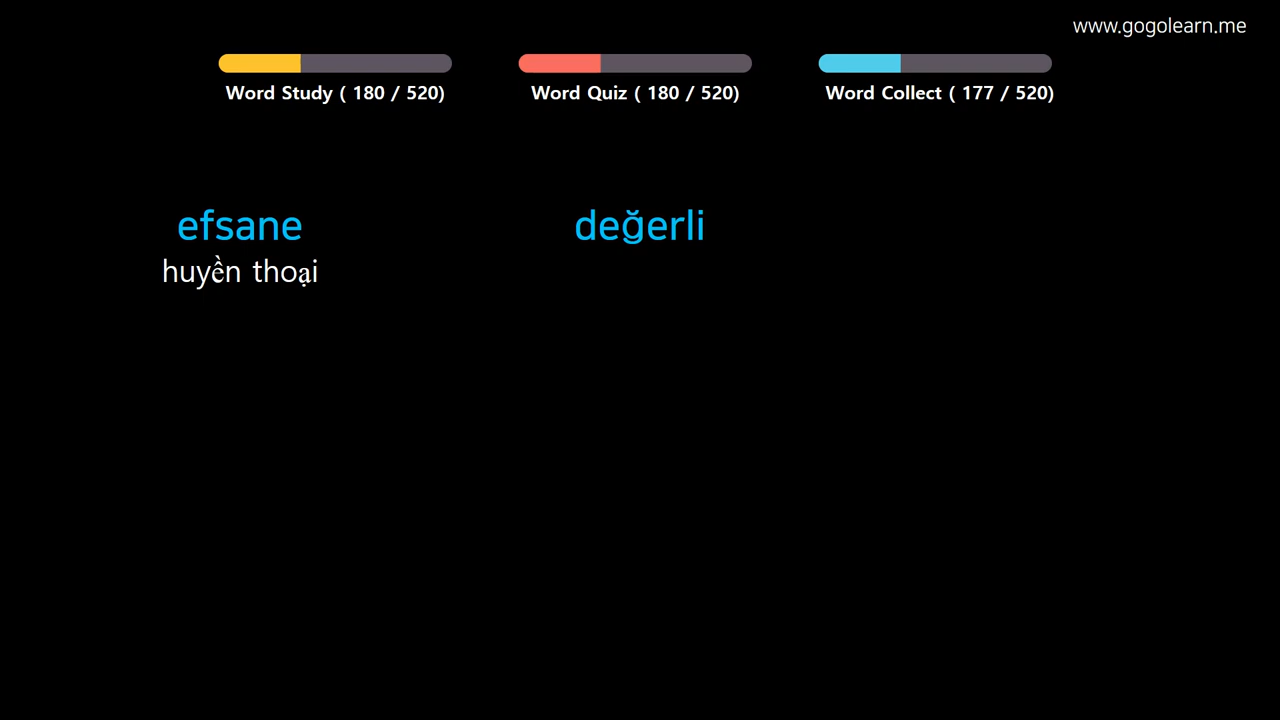 www.gogolearn.me
Word Study ( 180 / 520)
Word Quiz ( 180 / 520)
Word Collect ( 177 / 520)
efsane
huyền thoại
değerli